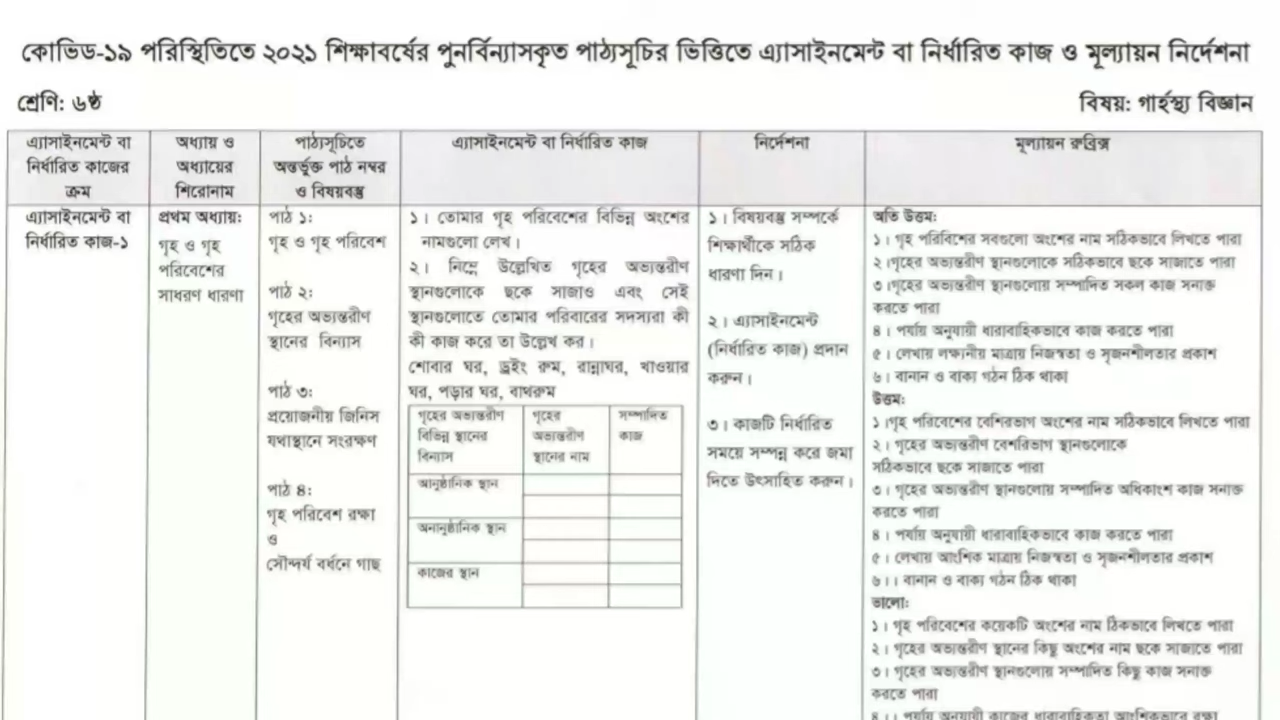 কোভিড-১৯ পরিস্থিতিতে ২০২১ শিক্ষাবর্ষের পুনর্বিন্যাসকৃত পাঠ্যসূচির ভিত্তিতে এ্যাসাইনমেন্ট বা নির্ধারিত কাজ ও মূল্যায়ন নির্দেশনা
শ্রেণি: ৬ষ্ঠ
বিষয়: গার্হস্থ্য বিজ্ঞান
এ্যাসাইনমেন্ট বা
নির্ধারিত কাজের
ক্রম
অধ্যায় ও
অধ্যায়ের
শিরোনাম
পাঠ্যসূচিতে
অন্তর্ভুক্ত পাঠ নম্বর
ও বিষয়বস্তু
এ্যাসাইনমেন্ট বা নির্ধারিত কাজ
নির্দেশনা
মূল্যায়ন রুব্রিক্স
এ্যাসাইনমেন্ট বা
নির্ধারিত কাজ-১
প্রথম অধ্যায়:
গৃহ ও গৃহ
পরিবেশের
সাধরণ ধারণা
পাঠ ১:
গৃহ ও গৃহ পরিবেশ
পাঠ ২:
গৃহের অভ্যন্তরীণ
স্থানের বিন্যাস
পাঠ ৩:
প্রয়োজনীয় জিনিস
যথাস্থানে সংরক্ষণ
পাঠ ৪:
গৃহ পরিবেশ রক্ষা
ও
সৌন্দর্য বর্ধনে গাছ
১। তোমার গৃহ পরিবেশের বিভিন্ন অংশের
নামগুলো লেখ।
২। নিম্নে উল্লেখিত গৃহের অভ্যন্তরীণ
স্থানগুলোকে ছকে সাজাও এবং সেই
স্থানগুলোতে তোমার পরিবারের সদস্যরা কী
কী কাজ করে তা উল্লেখ কর।
শোবার ঘর, ড্রইং রুম, রান্নাঘর, খাওয়ার
ঘর, পড়ার ঘর, বাথরুম
গৃহের অভ্যন্তরীণ
বিভিন্ন স্থানের
বিন্যাস
গৃহের
অভ্যন্তরীণ
স্থানের নাম
সম্পাদিত
কাজ
আনুষ্ঠানিক স্থান
অনানুষ্ঠানিক স্থান
কাজের স্থান
১। বিষয়বস্তু সম্পর্কে
শিক্ষার্থীকে সঠিক
ধারণা দিন।
২। এ্যাসাইনমেন্ট
(নির্ধারিত কাজ) প্রদান
করুন।
৩। কাজটি নির্ধারিত
সময়ে সম্পন্ন করে জমা
দিতে উৎসাহিত করুন।
অতি উত্তম:
১। গৃহ পরিবিশের সবগুলো অংশের নাম সঠিকভাবে লিখতে পারা
২।গৃহের অভ্যন্তরীণ স্থানগুলোকে সঠিকভাবে ছকে সাজাতে পারা
৩।গৃহের অভ্যন্তরীণ স্থানগুলোয় সম্পাদিত সকল কাজ সনাক্ত
করতে পারা
৪। পর্যায় অনুযায়ী ধারাবাহিকভাবে কাজ করতে পারা
৫। লেখায় লক্ষ্যনীয় মাত্রায় নিজস্বতা ও সৃজনশীলতার প্রকাশ
৬। বানান ও বাক্য গঠন ঠিক থাকা
উত্তম:
১।গৃহ পরিবেশের বেশিরভাগ অংশের নাম সঠিকভাবে লিখতে পারা
২। গৃহের অভ্যন্তরীণ বেশরিভাগ স্থানগুলোকে
সঠিকভাবে ছকে সাজাতে পারা
৩। গৃহের অভ্যন্তরীণ স্থানগুলোয় সম্পাদিত অধিকাংশ কাজ সনাক্ত
করতে পারা
৪। পর্যায় অনুযায়ী ধারাবাহিকভাবে কাজ করতে পারা
৫। লেখায় আংশিক মাত্রায় নিজস্বতা ও সৃজনশীলতার প্রকাশ
৬।। বানান ও বাক্য গঠন ঠিক থাকা
ভালো:
১। গৃহ পরিবেশের কয়েকটি অংশের নাম ঠিকভাবে লিখতে পারা
২। গৃহের অভ্যন্তরীণ স্থানের কিছু অংশের নাম ছকে সাজাতে পারা
৩। গৃহের অভ্যন্তরীণ স্থানগুলোয় সম্পাদিত কিছু কাজ সনাক্ত
করতে পারা
৪।। পর্যায় অনুযায়ী কাজের ধারাবাহিকতা আংশিকভাবে রক্ষা